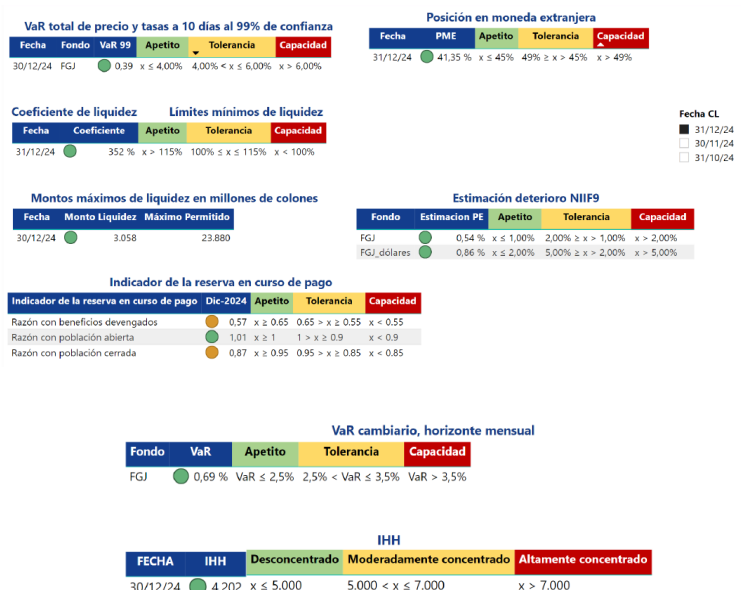 VaR total de precio y tasas a 10 días al 99% de confianza
Fecha Fondo VaR 99 Apetito Tolerancia Capacidad
30/12/24 FGJ 0,39 x ≤ 4,00% 4,00% < x ≤ 6,00% x > 6,00%
Posición en moneda extranjera
Fecha PME Apetito Tolerancia Capacidad
31/12/24 41,35 % x ≤ 45% 49% ≥ x > 45% x > 49%
Coeficiente de liquidez Límites mínimos de liquidez
Fecha Coeficiente Apetito Tolerancia Capacidad
31/12/24 352 % x > 115% 100% ≤ x ≤ 115% x < 100%
Fecha CL
31/12/24
30/11/24
31/10/24
Montos máximos de liquidez en millones de colones
Fecha Monto Liquidez Máximo Permitido
30/12/24 3.058 23.880
Estimación deterioro NIIF9
Fondo Estimacion PE Apetito Tolerancia Capacidad
FGJ 0,54 % x ≤ 1,00% 2,00% ≥ x > 1,00% x > 2,00%
FGJ_dólares 0,86 % x ≤ 2,00% 5,00% ≥ x > 2,00% x > 5,00%
Indicador de la reserva en curso de pago
Indicador de la reserva en curso de pago Dic-2024 Apetito Tolerancia Capacidad
Razón con beneficios devengados 0,57 x ≥ 0.65 0.65 > x ≥ 0.55 x < 0.55
Razón con población abierta 1,01 x ≥ 1 1 > x ≥ 0.9 x < 0.9
Razón con población cerrada 0,87 x ≥ 0.95 0.95 > x ≥ 0.85 x < 0.85
VaR cambiario, horizonte mensual
Fondo VaR Apetito Tolerancia Capacidad
FGJ 0,69 % VaR ≤ 2,5% 2,5% < VaR ≤ 3,5% VaR > 3,5%
IHH
FECHA IHH Desconcentrado Moderadamente concentrado Altamente concentrado
30/12/24 4.202 x ≤ 5.000 5.000 < x ≤ 7.000 x > 7.000